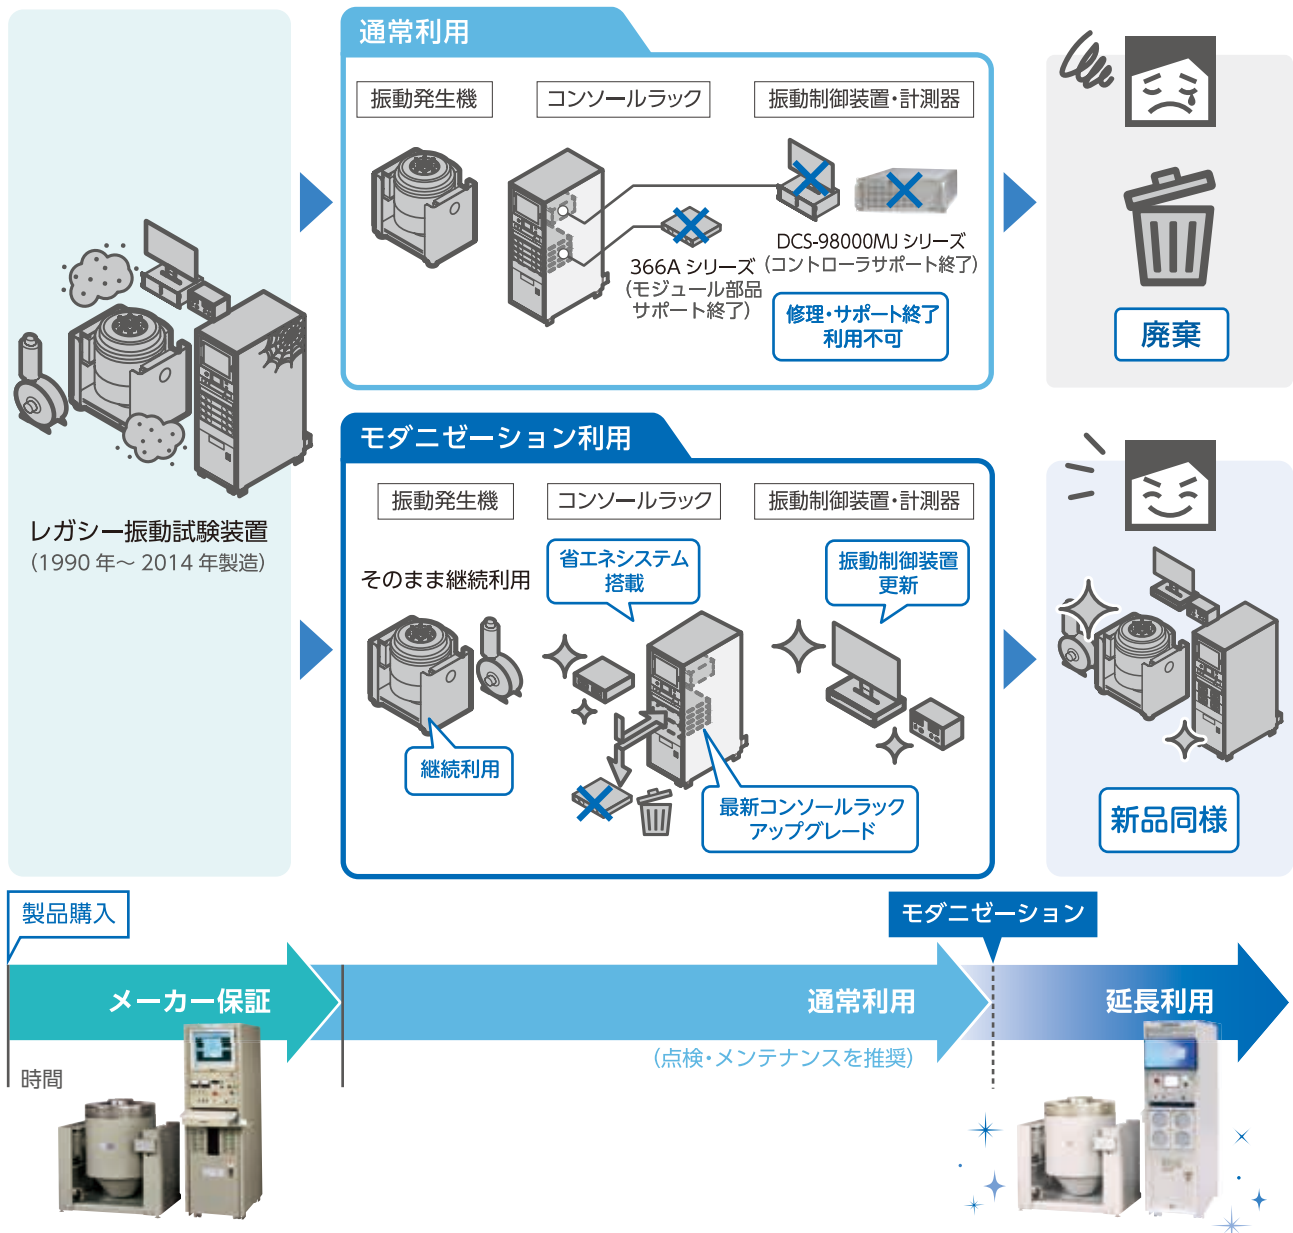 通常利用
振動発生機
コンソールラック
振動制御装置・計測器
366A シリーズ
(モジュール部品
サポート終了)
DCS-98000MJ シリーズ
(コントローラサポート終了)
修理・サポート終了
利用不可
廃棄
レガシー振動試験装置
(1990 年～ 2014 年製造)
モダニゼーション利用
振動発生機
コンソールラック
振動制御装置・計測器
そのまま継続利用
省エネシステム
搭載
振動制御装置
更新
継続利用
最新コンソールラック
アップグレード
新品同様
製品購入
モダニゼーション
メーカー保証
通常利用
延長利用
(点検・メンテナンスを推奨)
時間